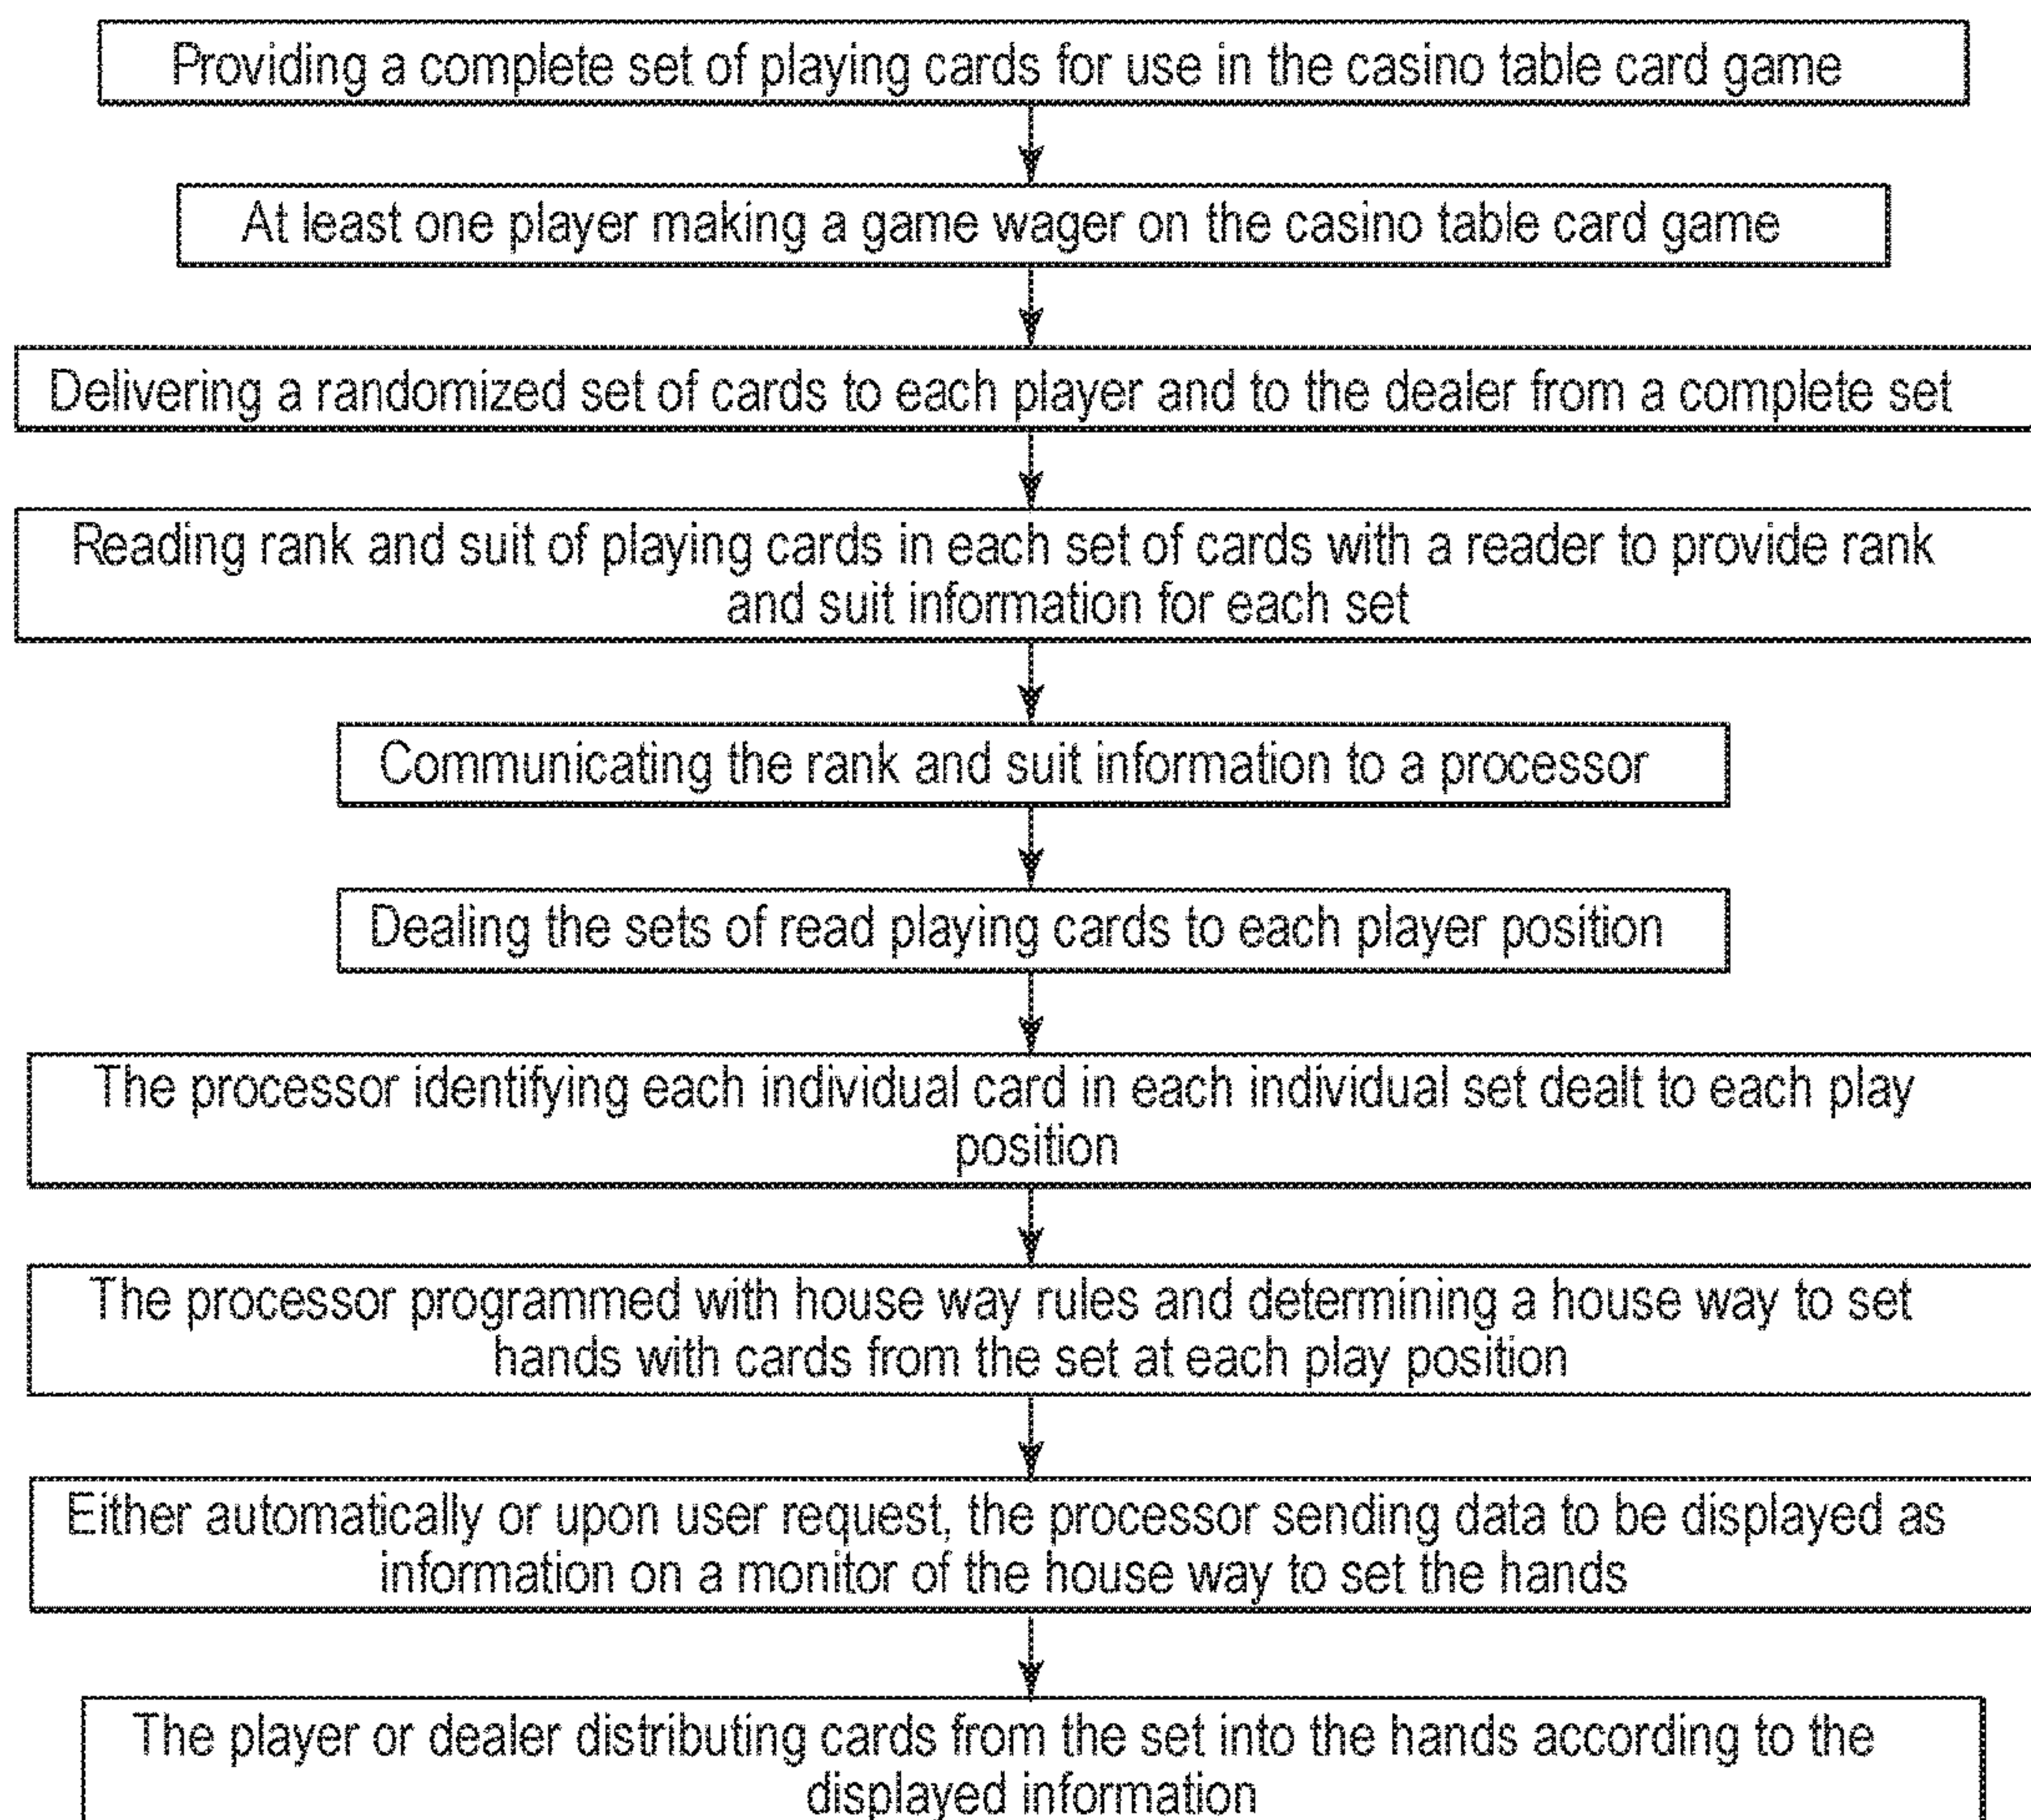 Providing a complete set of playing cards for use in the casino table card game
At least one player making a game wager on the casino table card game
Delivering a randomized set of cards to each player and to the dealer from a complete set
Reading rank and suit of playing cards in each set of cards with a reader to provide rank
and suit information for each set
Communicating the rank and suit information to a processor
Dealing the sets of read playing cards to each player position
The processor identifying each individual card in each individual set dealt to each play
position
The processor programmed with house way rules and determining a house way to set
hands with cards from the set at each play position
Either automatically or upon user request, the processor sending data to be displayed as
information on a monitor of the house way to set the hands
The player or dealer distributing cards from the set into the hands according to the
displayed information